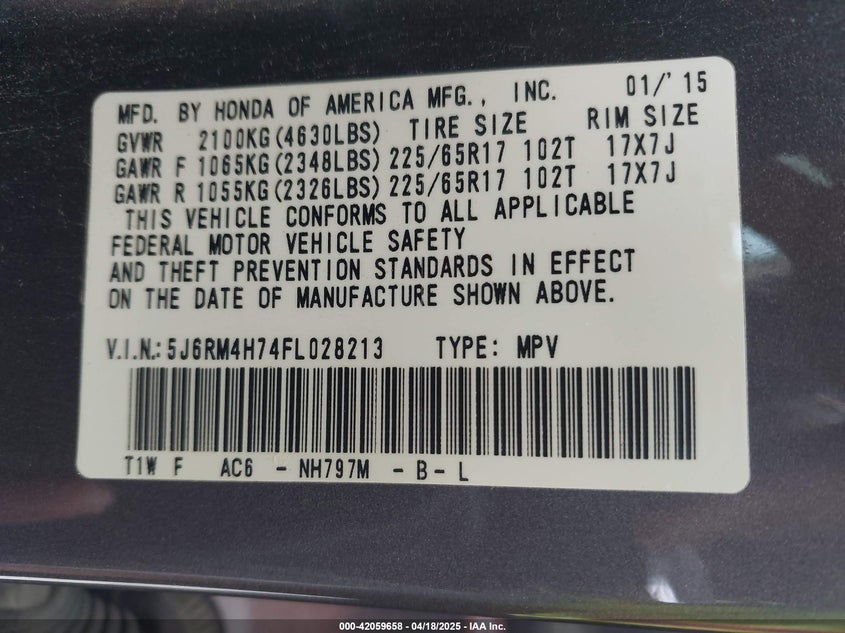 MFD. BY HONDA OF AMERICA MFG., INC. 01/'15
GVWR 2100KG(4630LBS) TIRE SIZE RIM SIZE
GAWR F 1065KG(2348LBS) 225/65R17 102T 17X7J
GAWR R 1055KG(2326LBS) 225/65R17 102T 17X7J
THIS VEHICLE CONFORMS TO ALL APPLICABLE
FEDERAL MOTOR VEHICLE SAFETY
AND THEFT PREVENTION STANDARDS IN EFFECT
ON THE DATE OF MANUFACTURE SHOWN ABOVE.
V.I.N.: 5J6RM4H74FL028213 TYPE: MPV
T1W F AC6 - NH797M - B - L
000-42059658 - 04/18/2025 - IAA Inc.